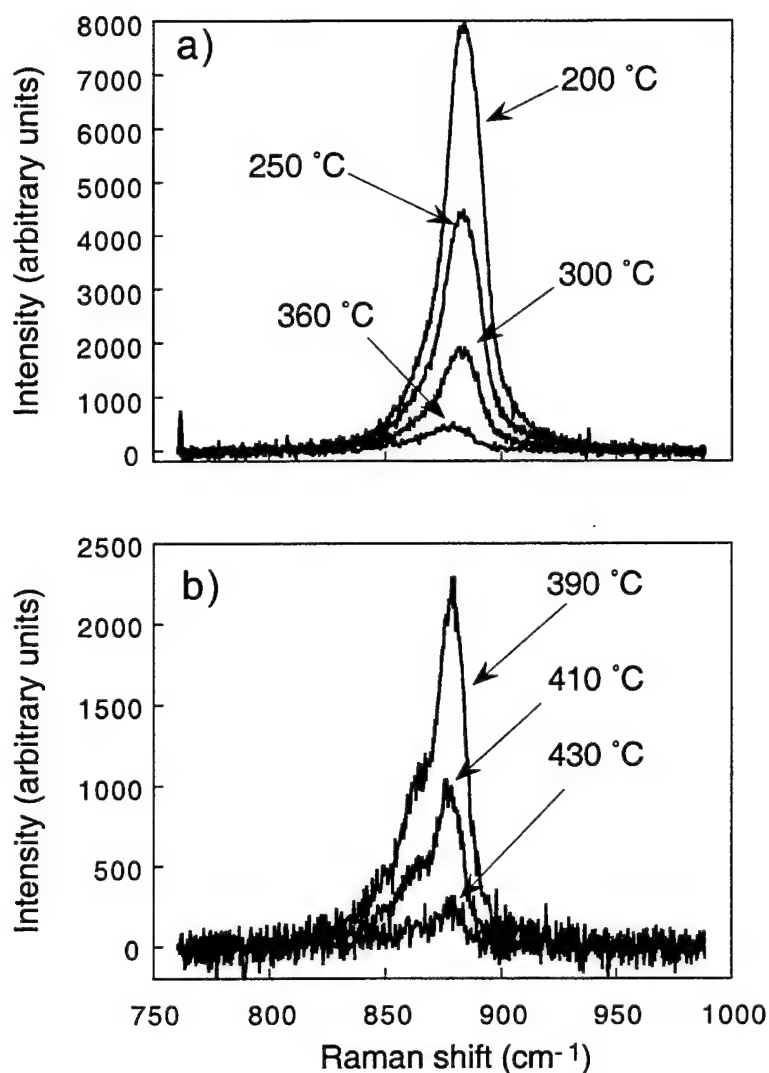 a)
Intensity (arbitrary units)
8000
7000
6000
5000
4000
3000
2000
1000
0
200 °C
250 °C
300 °C
360 °C
b)
Intensity (arbitrary units)
2500
2000
1500
1000
500
0
390 °C
410 °C
430 °C
750 800 850 900 950 1000
Raman shift (cm-1)